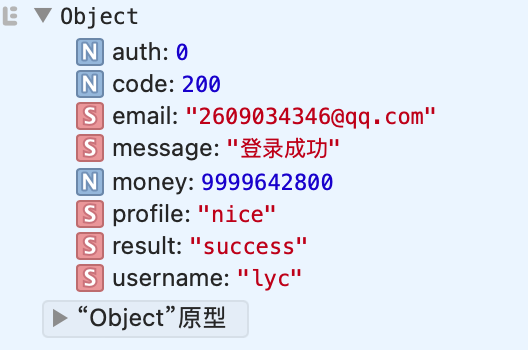 Object
N auth: 0
N code: 200
S email: "2609034346@qq.com"
S message: "登录成功"
N money: 9999642800
S profile: "nice"
S result: "success"
S username: "lyc"
“Object”原型